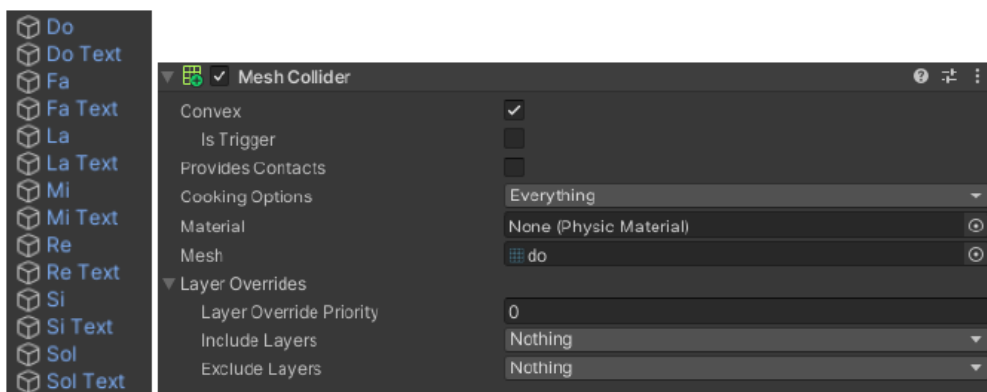 Do
Do Text
Fa
Fa Text
La
La Text
Mi
Mi Text
Re
Re Text
Si
Si Text
Sol
Sol Text
Mesh Collider
Convex
Is Trigger
Provides Contacts
Cooking Options Everything
Material None (Physic Material)
Mesh do
Layer Overrides
Layer Override Priority 0
Include Layers Nothing
Exclude Layers Nothing